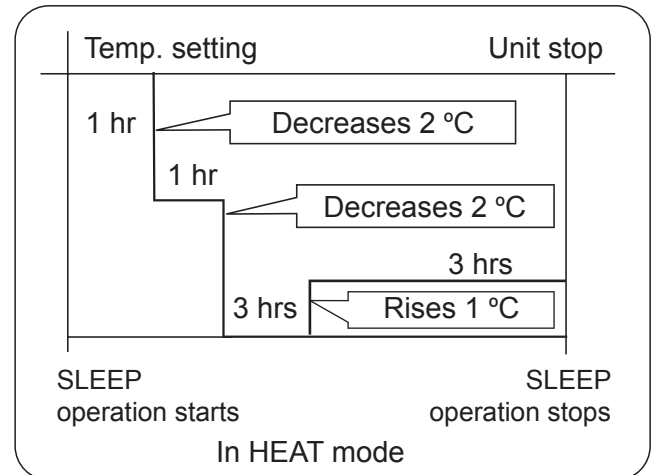 Temp. setting
Unit stop
1 hr
Decreases 2 ºC
1 hr
Decreases 2 ºC
3 hrs
3 hrs
Rises 1 ºC
SLEEP
operation starts
SLEEP
operation stops
In HEAT mode